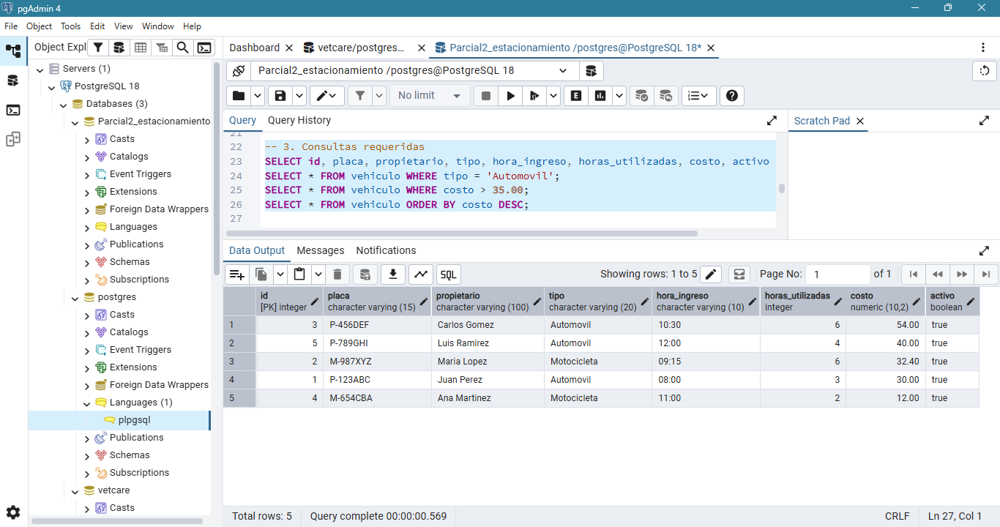 pgAdmin 4
File Object Tools Edit View Window Help
Object Expl
Servers (1)
PostgreSQL 18
Databases (3)
Parcial2_estacionamiento
Casts
Catalogs
Event Triggers
Extensions
Foreign Data Wrappers
Languages
Publications
Schemas
Subscriptions
postgres
Casts
Catalogs
Event Triggers
Extensions
Foreign Data Wrappers
Languages (1)
plpgsql
Publications
Schemas
Subscriptions
vetcare
Casts
Dashboard vetcare/postgres... Parcial2_estacionamiento /postgres@PostgreSQL 18*
Parcial2_estacionamiento /postgres@PostgreSQL 18
No limit E
Query Query History
Scratch Pad
21
22 -- 3. Consultas requeridas
23 SELECT id, placa, propietario, tipo, hora_ingreso, horas_utilizadas, costo, activo
24 SELECT * FROM vehiculo WHERE tipo = 'Automovil';
25 SELECT * FROM vehiculo WHERE costo > 35.00;
26 SELECT * FROM vehiculo ORDER BY costo DESC;
27
Data Output Messages Notifications
SQL Showing rows: 1 to 5 Page No: 1 of 1
id placa propietario tipo hora_ingreso horas_utilizadas costo activo
[PK] integer character varying (15) character varying (100) character varying (20) character varying (10) integer numeric (10,2) boolean
1 3 P-456DEF Carlos Gomez Automovil 10:30 6 54.00 true
2 5 P-789GHI Luis Ramirez Automovil 12:00 4 40.00 true
3 2 M-987XYZ Maria Lopez Motocicleta 09:15 6 32.40 true
4 1 P-123ABC Juan Perez Automovil 08:00 3 30.00 true
5 4 M-654CBA Ana Martinez Motocicleta 11:00 2 12.00 true
Total rows: 5 Query complete 00:00:00.569 CRLF Ln 27, Col 1